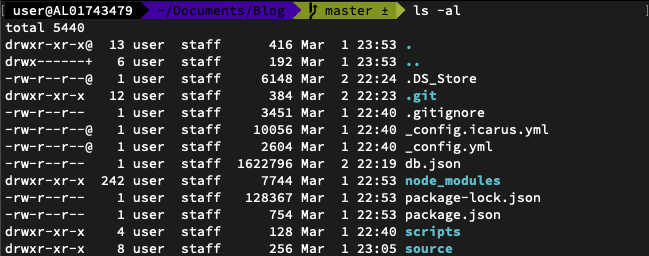 user@AL01743479 ~/Documents/Blog master ± ls -al
total 5440
drwxr-xr-x@ 13 user staff 416 Mar 1 23:53 .
drwx------+ 6 user staff 192 Mar 1 23:53 ..
-rw-r--r--@ 1 user staff 6148 Mar 2 22:24 .DS_Store
drwxr-xr-x 12 user staff 384 Mar 2 22:23 .git
-rw-r--r-- 1 user staff 3451 Mar 1 22:40 .gitignore
-rw-r--r--@ 1 user staff 10056 Mar 1 22:40 _config.icarus.yml
-rw-r--r--@ 1 user staff 2604 Mar 1 22:40 _config.yml
-rw-r--r-- 1 user staff 1622796 Mar 2 22:19 db.json
drwxr-xr-x 242 user staff 7744 Mar 1 22:53 node_modules
-rw-r--r-- 1 user staff 128367 Mar 1 22:53 package-lock.json
-rw-r--r-- 1 user staff 754 Mar 1 22:53 package.json
drwxr-xr-x 4 user staff 128 Mar 1 22:40 scripts
drwxr-xr-x 8 user staff 256 Mar 1 23:05 source